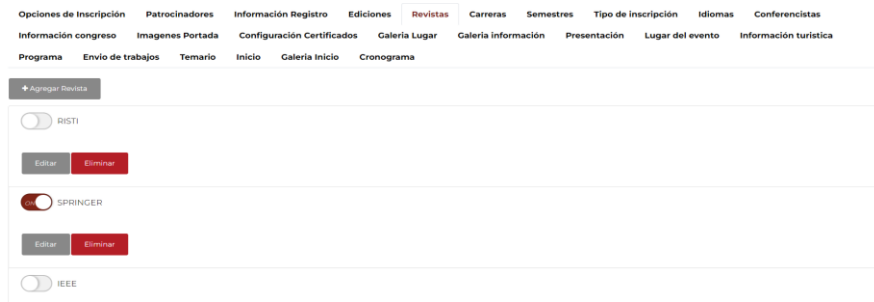 Opciones de Inscripción Patrocinadores Información Registro Ediciones Revistas Carreras Semestres Tipo de inscripción Idiomas Conferencistas
Información congreso Imagenes Portada Configuración Certificados Galeria Lugar Galeria información Presentación Lugar del evento Información turistica
Programa Envio de trabajos Temario Inicio Galeria Inicio Cronograma
+ Agregar Revista
RISTI
Editar Eliminar
ON SPRINGER
Editar Eliminar
IEEE